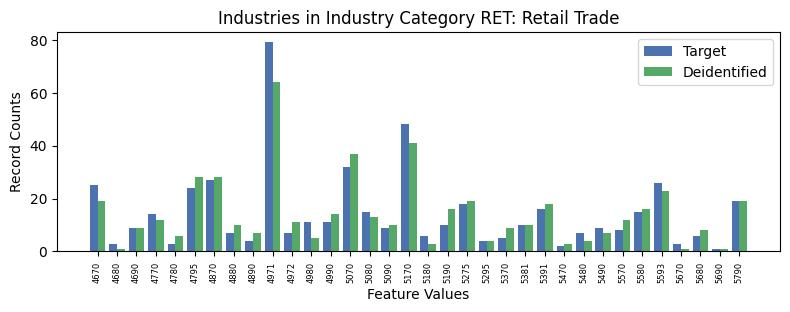 Industries in Industry Category RET: Retail Trade
Target
Deidentified
Record Counts
80
60
40
20
0
4670 4680 4690 4770 4780 4795 4870 4880 4890 4971 4972 4980 4990 5070 5080 5090 5170 5180 5190 5275 5295 5370 5381 5391 5470 5480 5490 5570 5580 5593 5670 5680 5690 5790
Feature Values